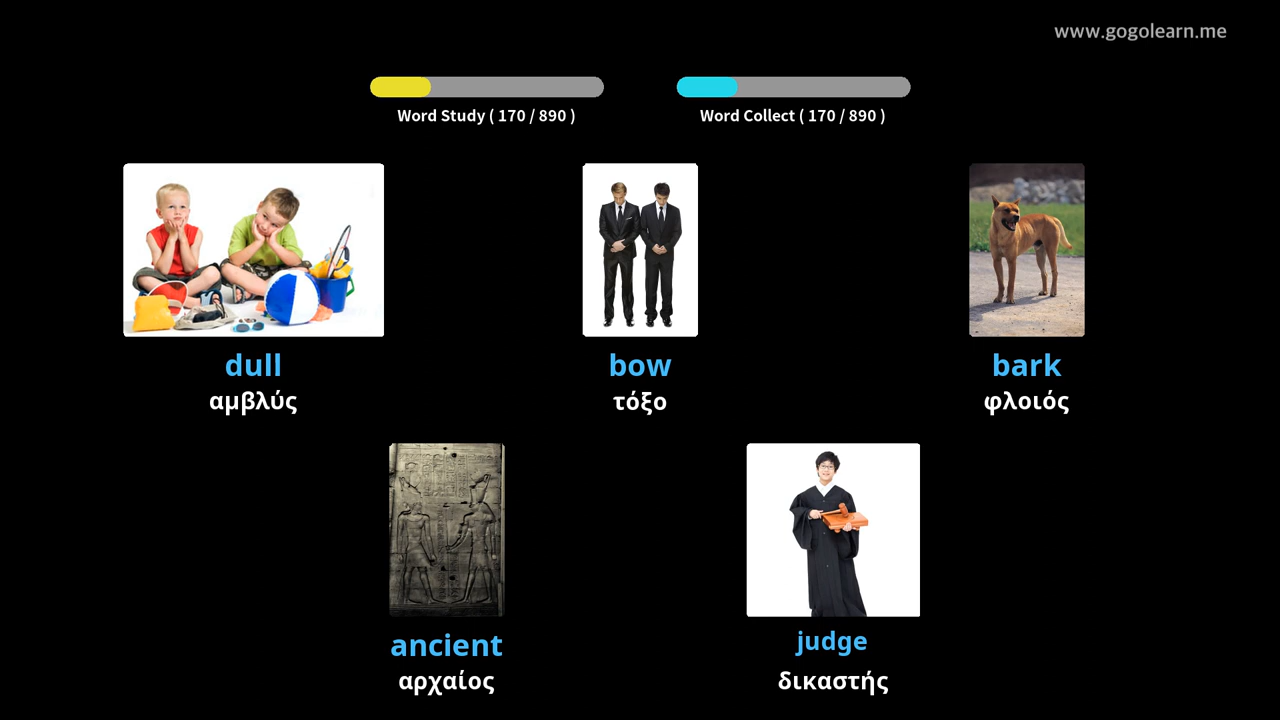 www.gogolearn.me
Word Study ( 170 / 890 )
Word Collect ( 170 / 890 )
dull
αμβλύς
bow
τόξο
bark
φλοιός
ancient
αρχαίος
judge
δικαστής